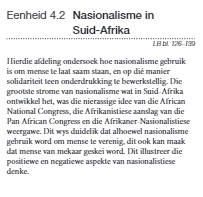 Eenheid 4.2 Nasionalisme in
Suid-Afrika
LB bl. 126–139
Hierdie afdeling ondersoek hoe nasionalisme gebruik
is om mense te laat saam staan, en op dié manier
solidariteit teen onderdrukking te bewerkstellig. Die
grootste strome van nasionalisme wat in Suid-Afrika
ontwikkel het, was die nierassige idee van die African
National Congress, die Afrikanistiese aanslag van die
Pan African Congress en die Afrikaner-Nasionalistiese
weergawe. Dit wys duidelik dat alhoewel nasionalisme
gebruik word om mense te verenig, dit ook kan maak
dat mense van mekaar geskei word. Dit illustreer die
positiewe en negatiewe aspekte van nasionalistiese
denke.